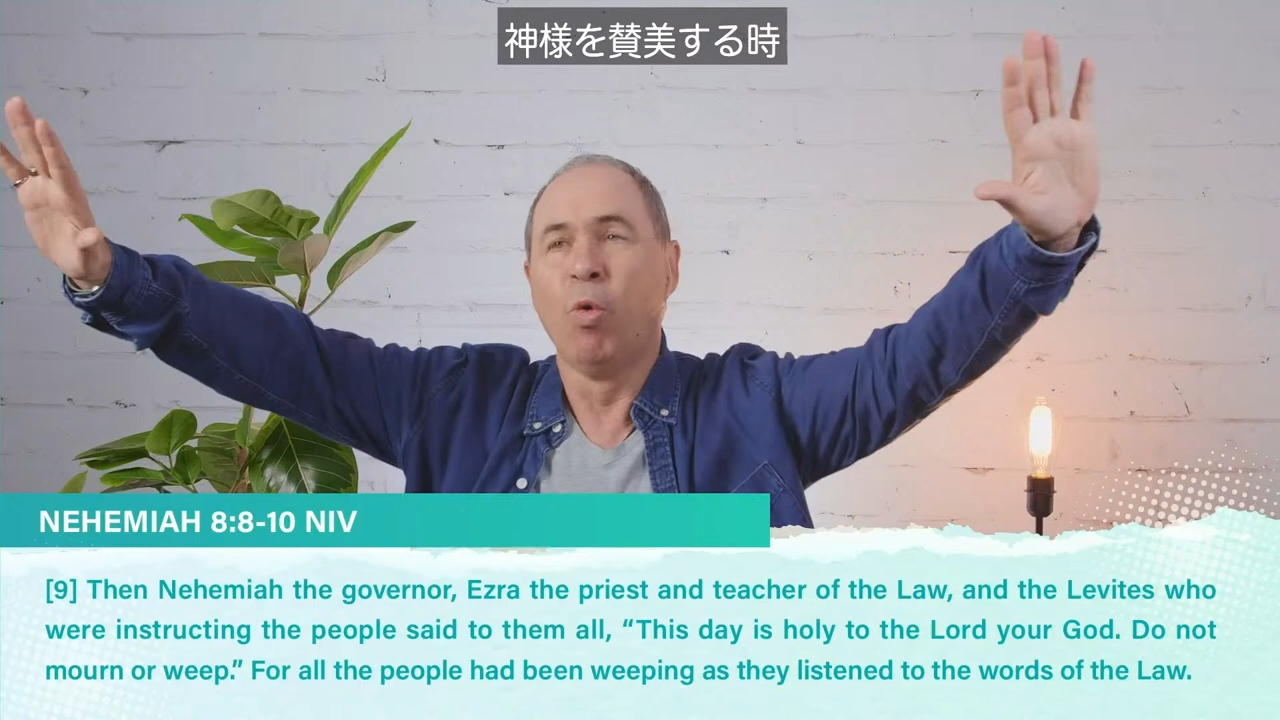 神様を賛美する時
NEHEMIAH 8:8-10 NIV
[9] Then Nehemiah the governor, Ezra the priest and teacher of the Law, and the Levites who
were instructing the people said to them all, “This day is holy to the Lord your God. Do not
mourn or weep.” For all the people had been weeping as they listened to the words of the Law.